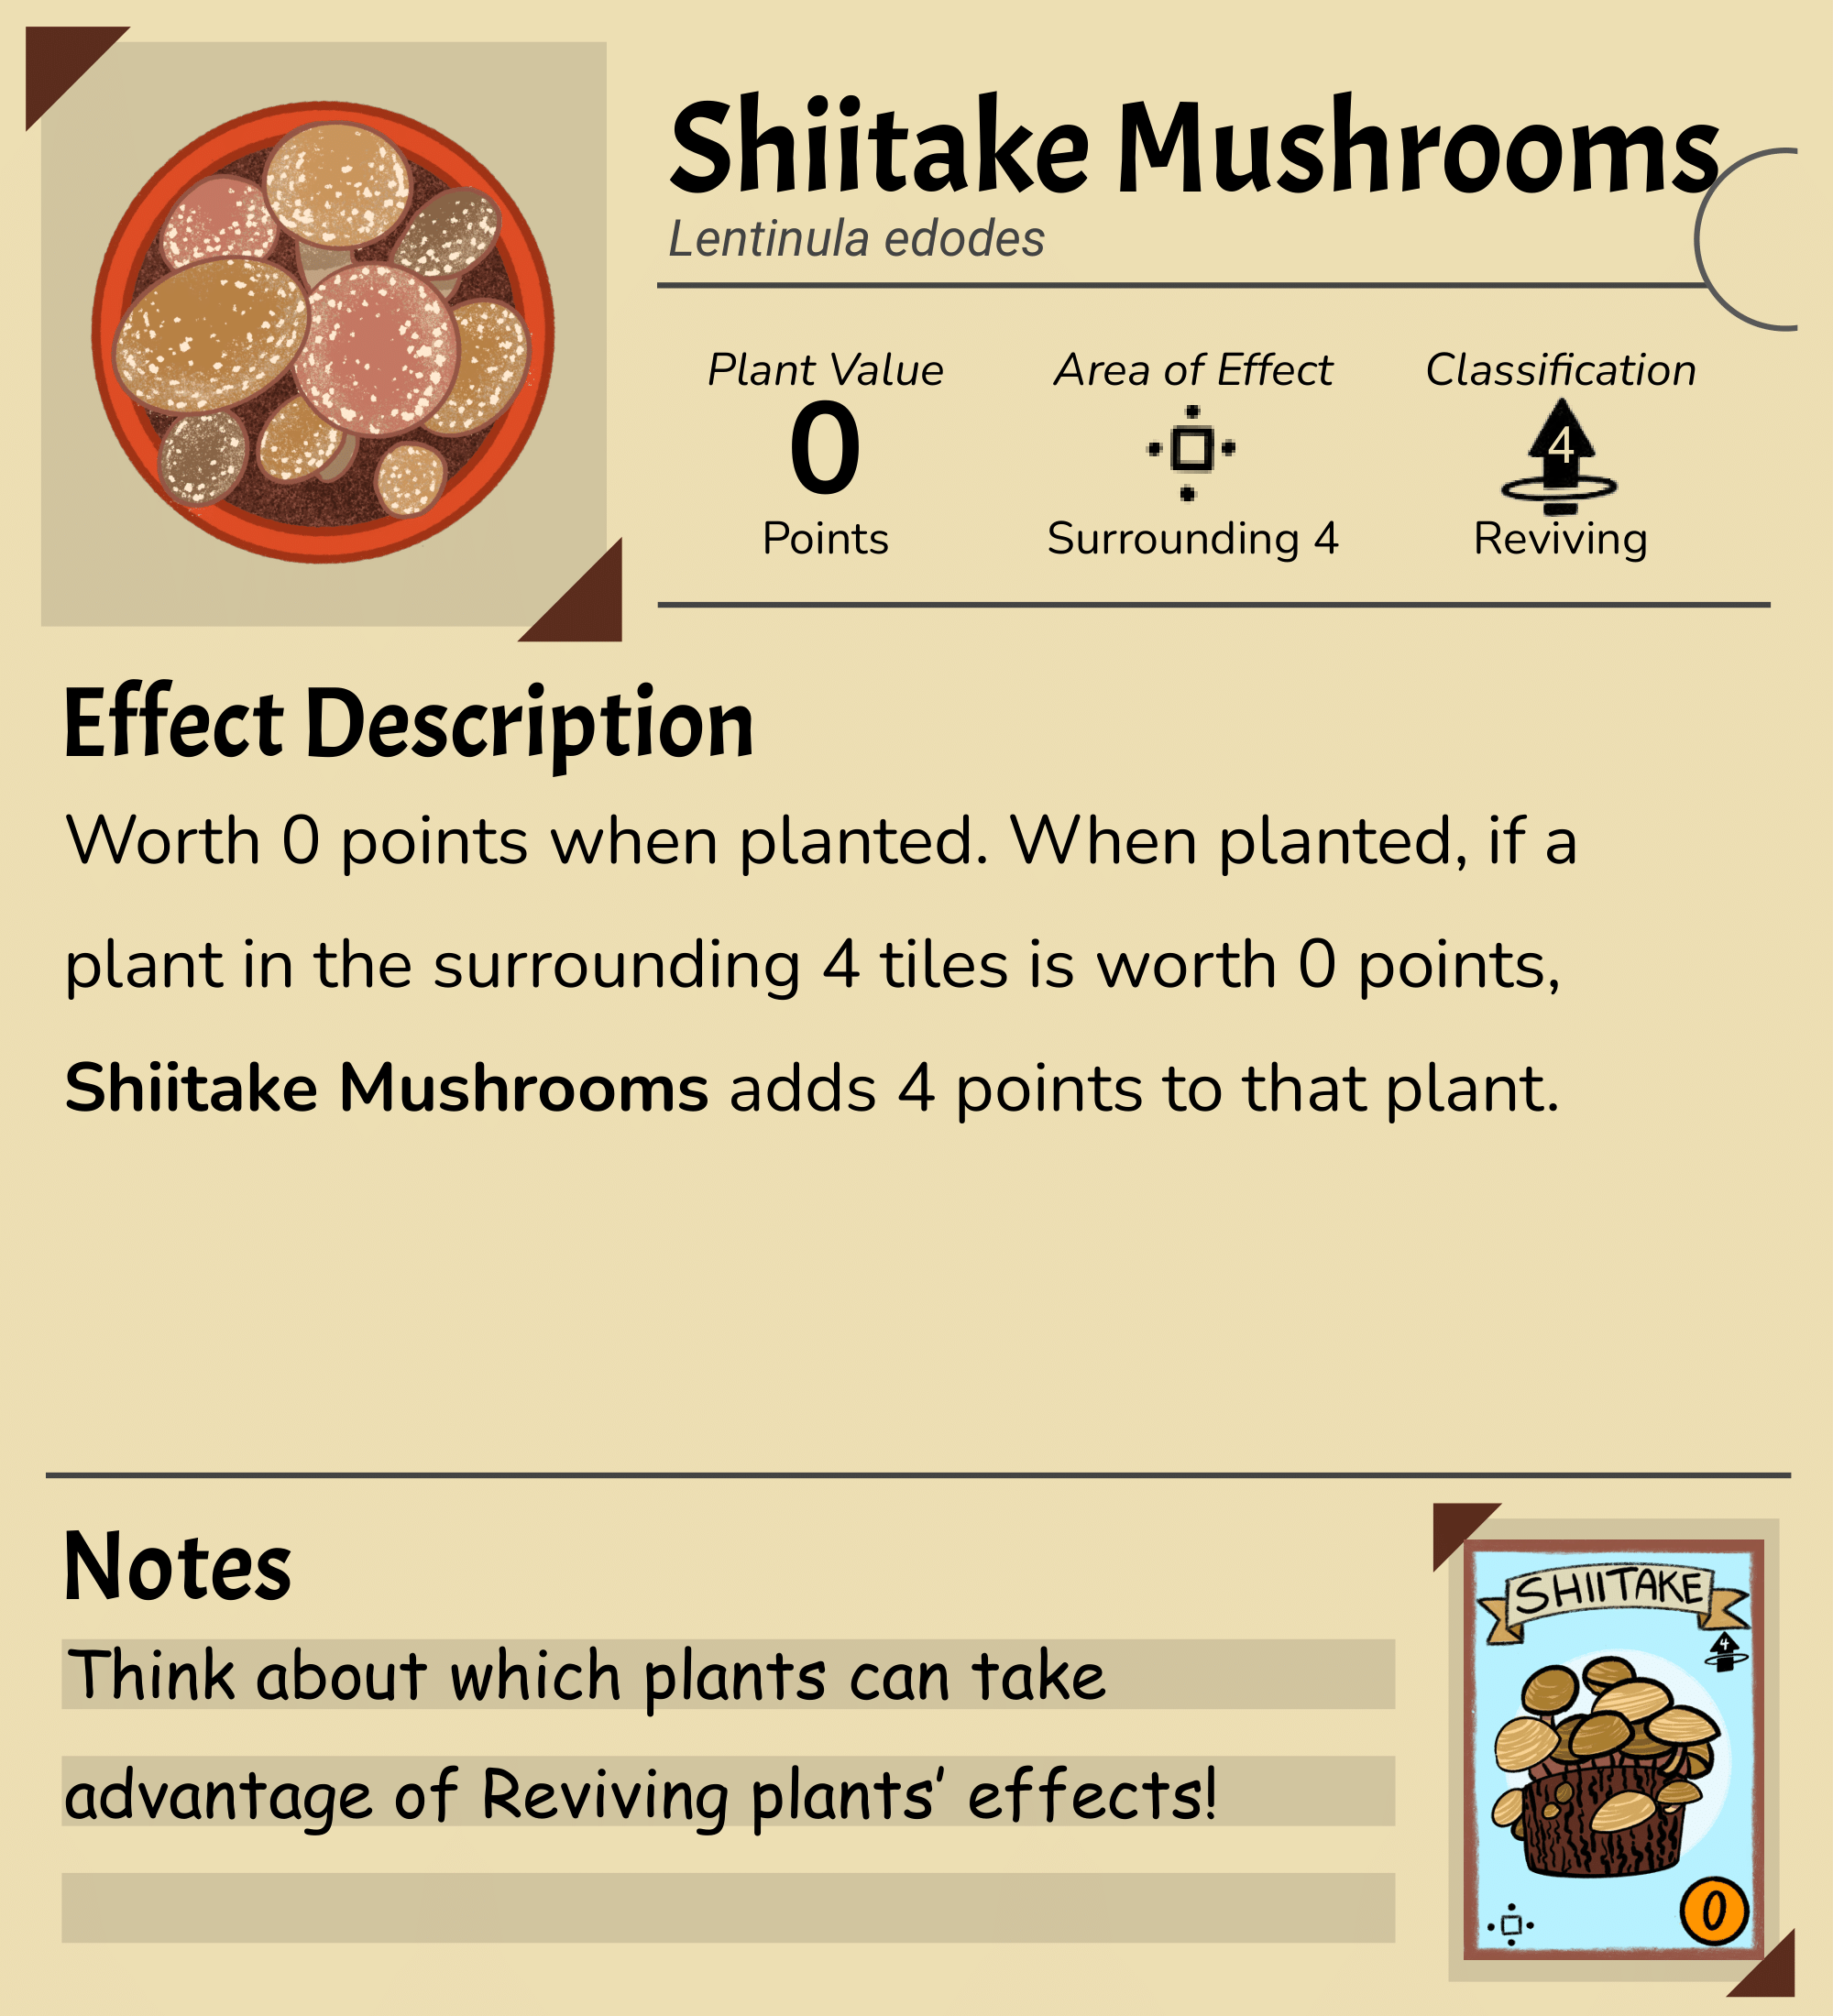 Shiitake Mushrooms
Lentinula edodes
Plant Value
Area of Effect
Classification
0
4
Points
Surrounding 4
Reviving
Effect Description
Worth 0 points when planted. When planted, if a
plant in the surrounding 4 tiles is worth 0 points,
Shiitake Mushrooms adds 4 points to that plant.
Notes
Think about which plants can take
advantage of Reviving plants’ effects!
SHIITAKE
4
0